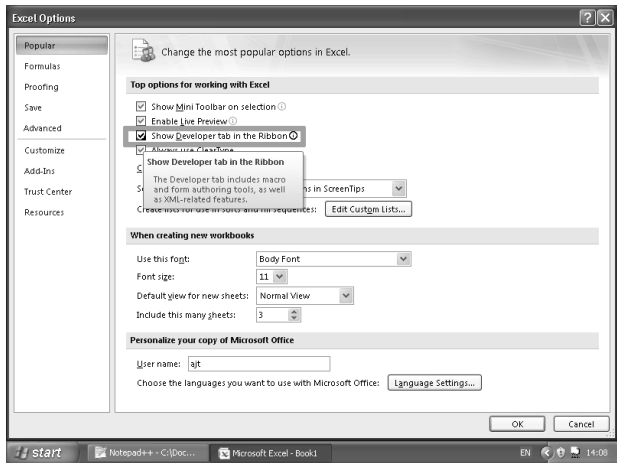 Excel Options
Popular
Formulas
Proofing
Save
Advanced
Customize
Add-Ins
Trust Center
Resources
Change the most popular options in Excel.
Top options for working with Excel
Show Mini Toolbar on selection
Enable Live Preview
Show Developer tab in the Ribbon
Always use ClearType
Show Developer tab in the Ribbon
The Developer tab includes macro
and form authoring tools, as well
as XML-related features.
ns in ScreenTips
Create lists for use in sorts and fill sequences: Edit Custom Lists...
When creating new workbooks
Use this font: Body Font
Font size: 11
Default view for new sheets: Normal View
Include this many sheets: 3
Personalize your copy of Microsoft Office
User name: ajt
Choose the languages you want to use with Microsoft Office: Language Settings...
OK Cancel
start Notepad++ - C:\Doc... Microsoft Excel - Book1 EN 14:08